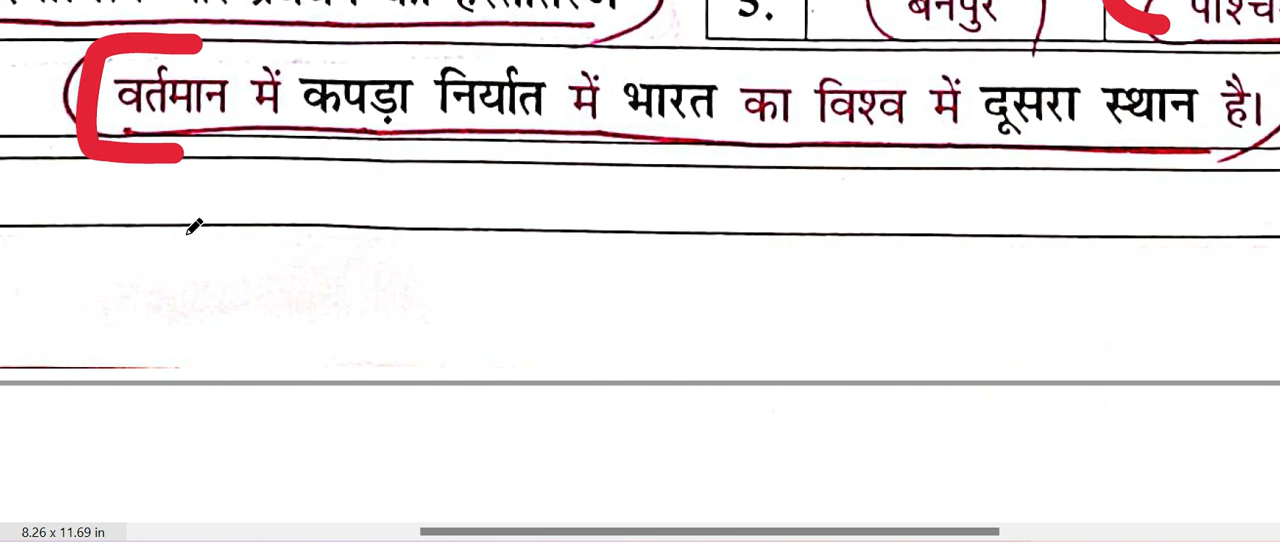 5.
बनपुर
वर्तमान में कपड़ा निर्यात में भारत का विश्व में दूसरा स्थान है।
8.26 x 11.69 in